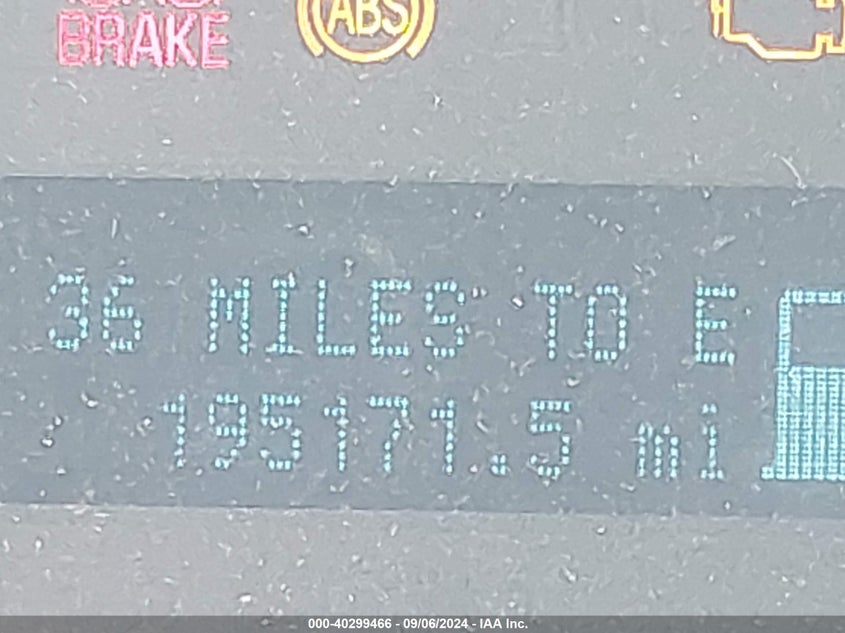 BRAKE
ABS
36 MILES TO E
195171.5 mi
000-40299466 - 09/06/2024 - IAA Inc.